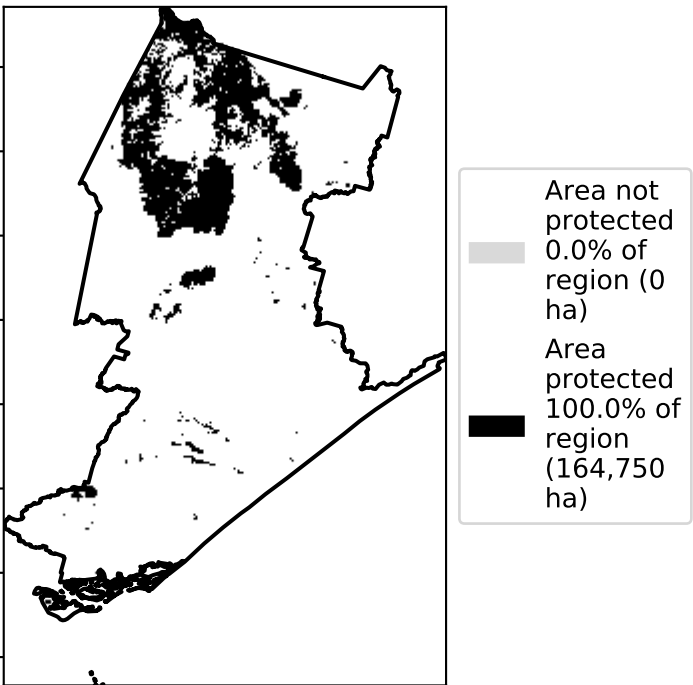 Area not
protected
0.0% of
region (0
ha)
Area
protected
100.0% of
region
(164,750
ha)